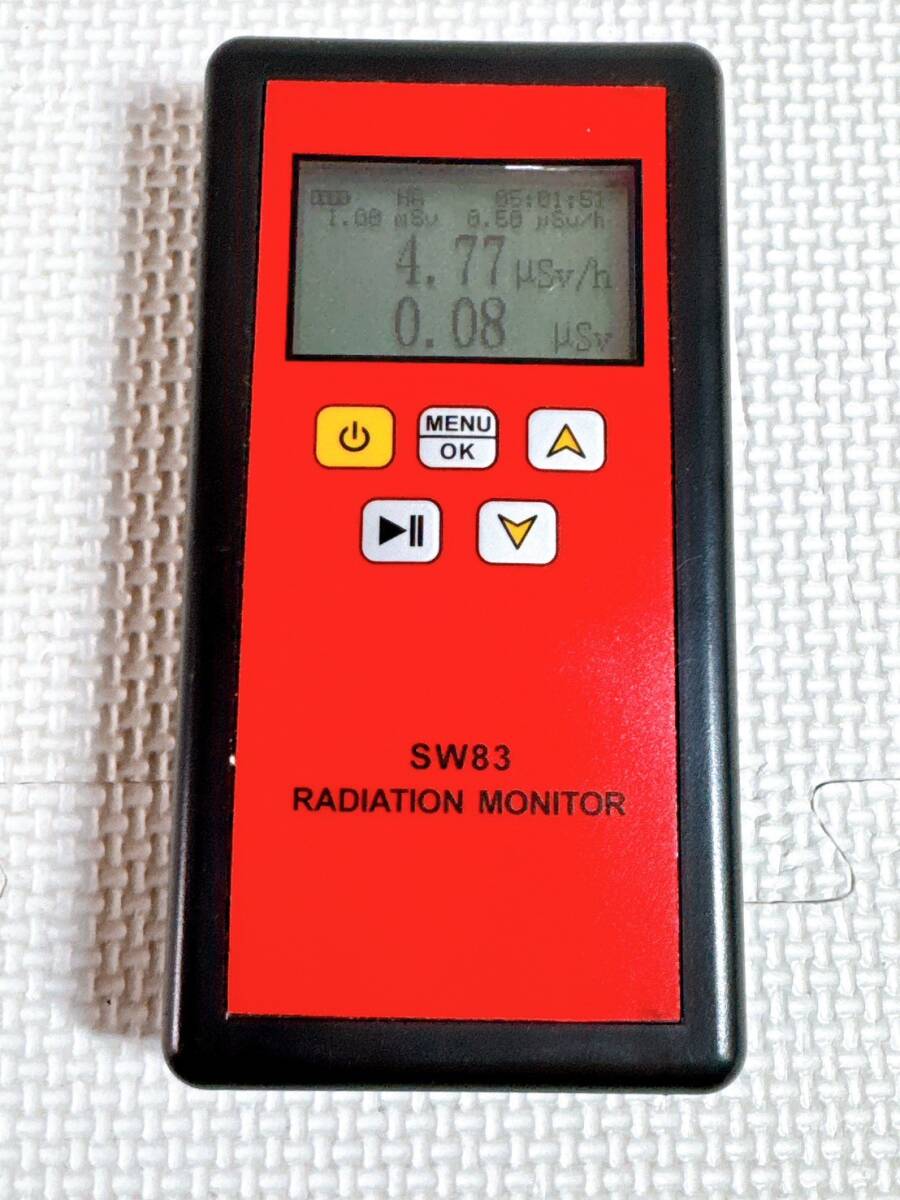 05:01:51
1.00 mSv 0.50 μSv/h
4.77 μSv/h
0.08 μSv
MENU
OK
SW83
RADIATION MONITOR